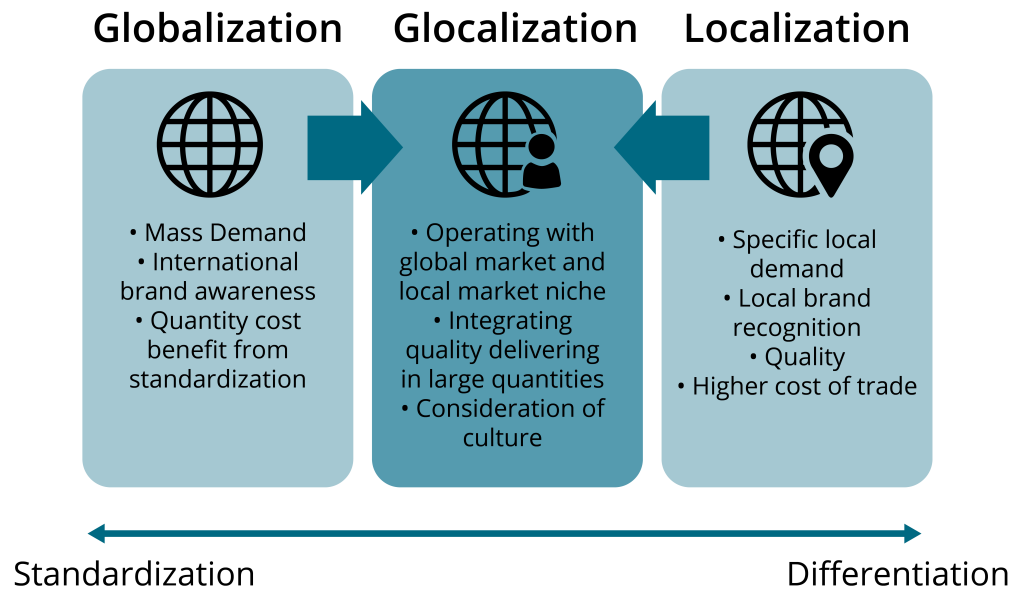 Globalization
Glocalization
Localization
• Mass Demand
• International
brand awareness
• Quantity cost
benefit from
standardization
• Operating with
global market and
local market niche
• Integrating
quality delivering
in large quantities
• Consideration of
culture
• Specific local
demand
• Local brand
recognition
• Quality
• Higher cost of trade
Standardization
Differentiation